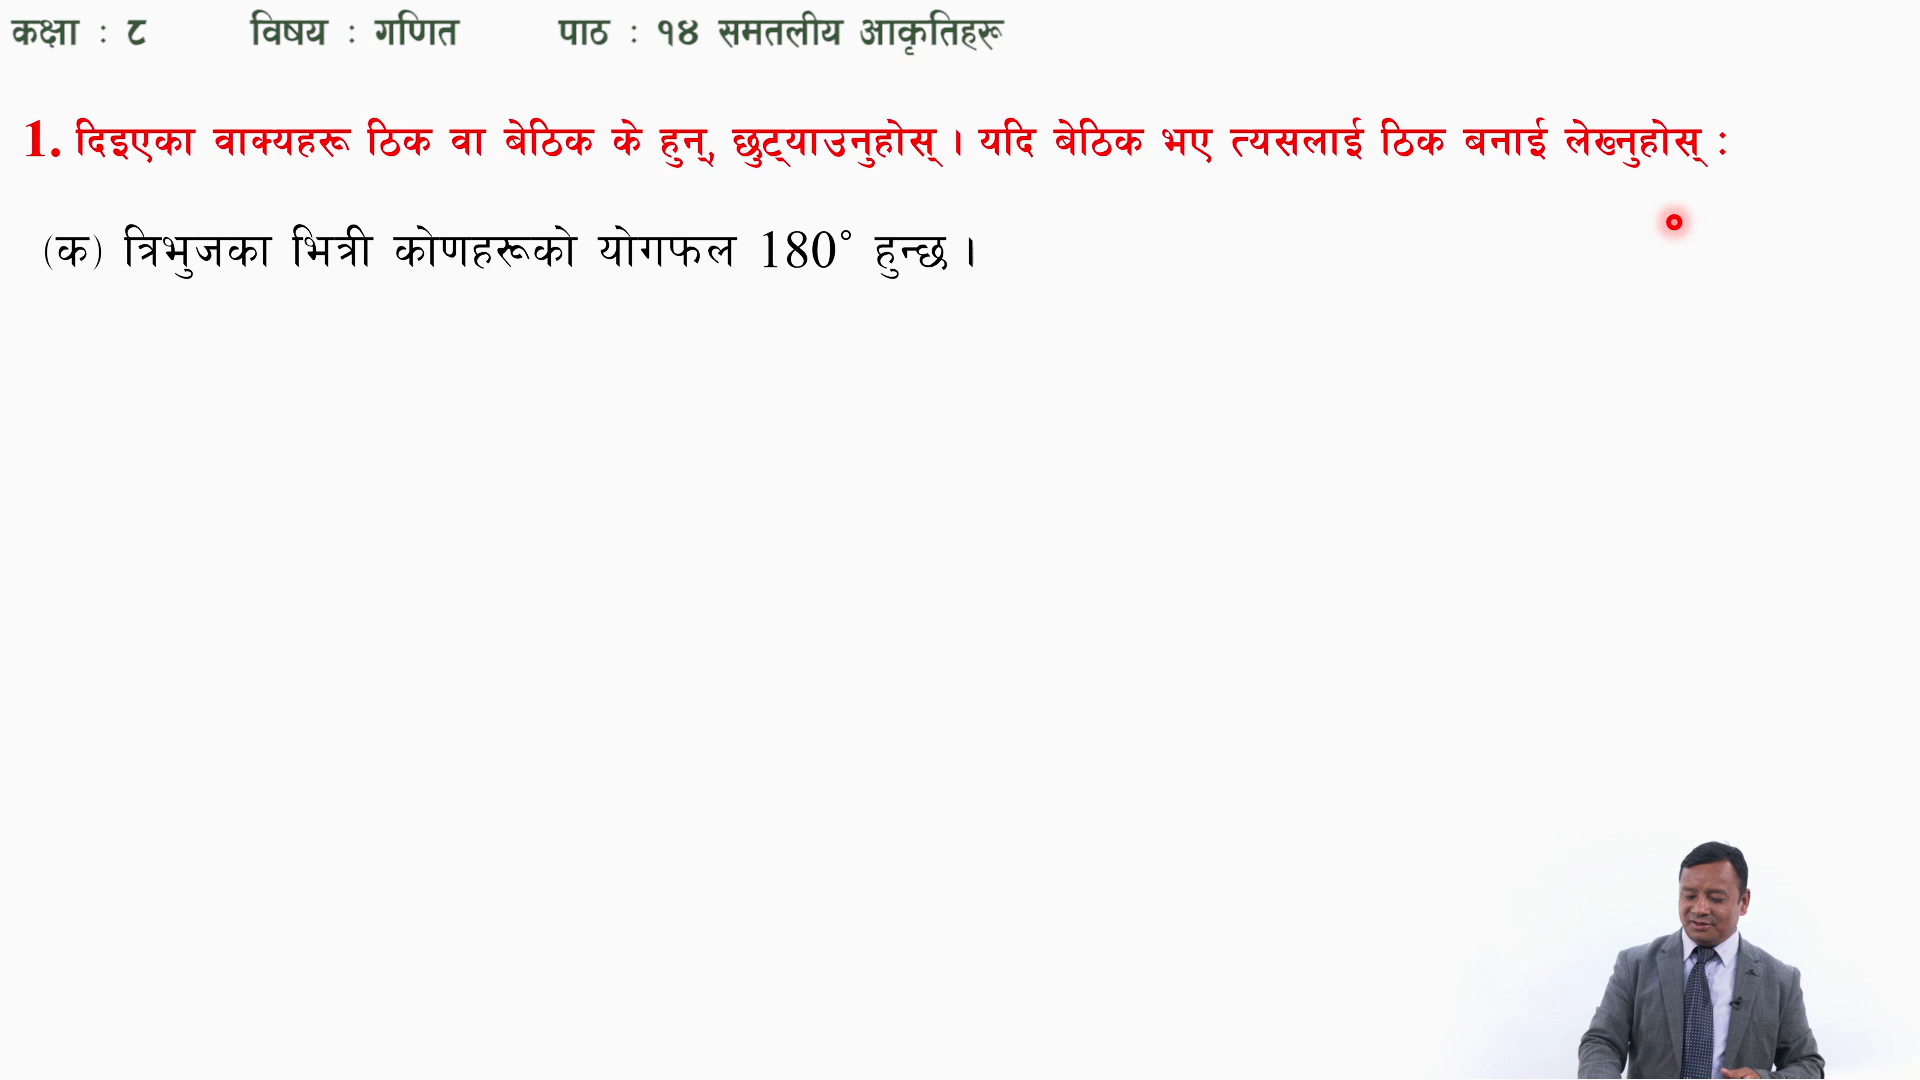 कक्षा : ८ विषय : गणित पाठ : १४ समतलीय आकृतिहरू
1. दिइएका वाक्यहरू ठिक वा बेठिक के हुन्, छुट्याउनुहोस् । यदि बेठिक भए त्यसलाई ठिक बनाई लेख्नुहोस् :
(क) त्रिभुजका भित्री कोणहरूको योगफल 180° हुन्छ ।